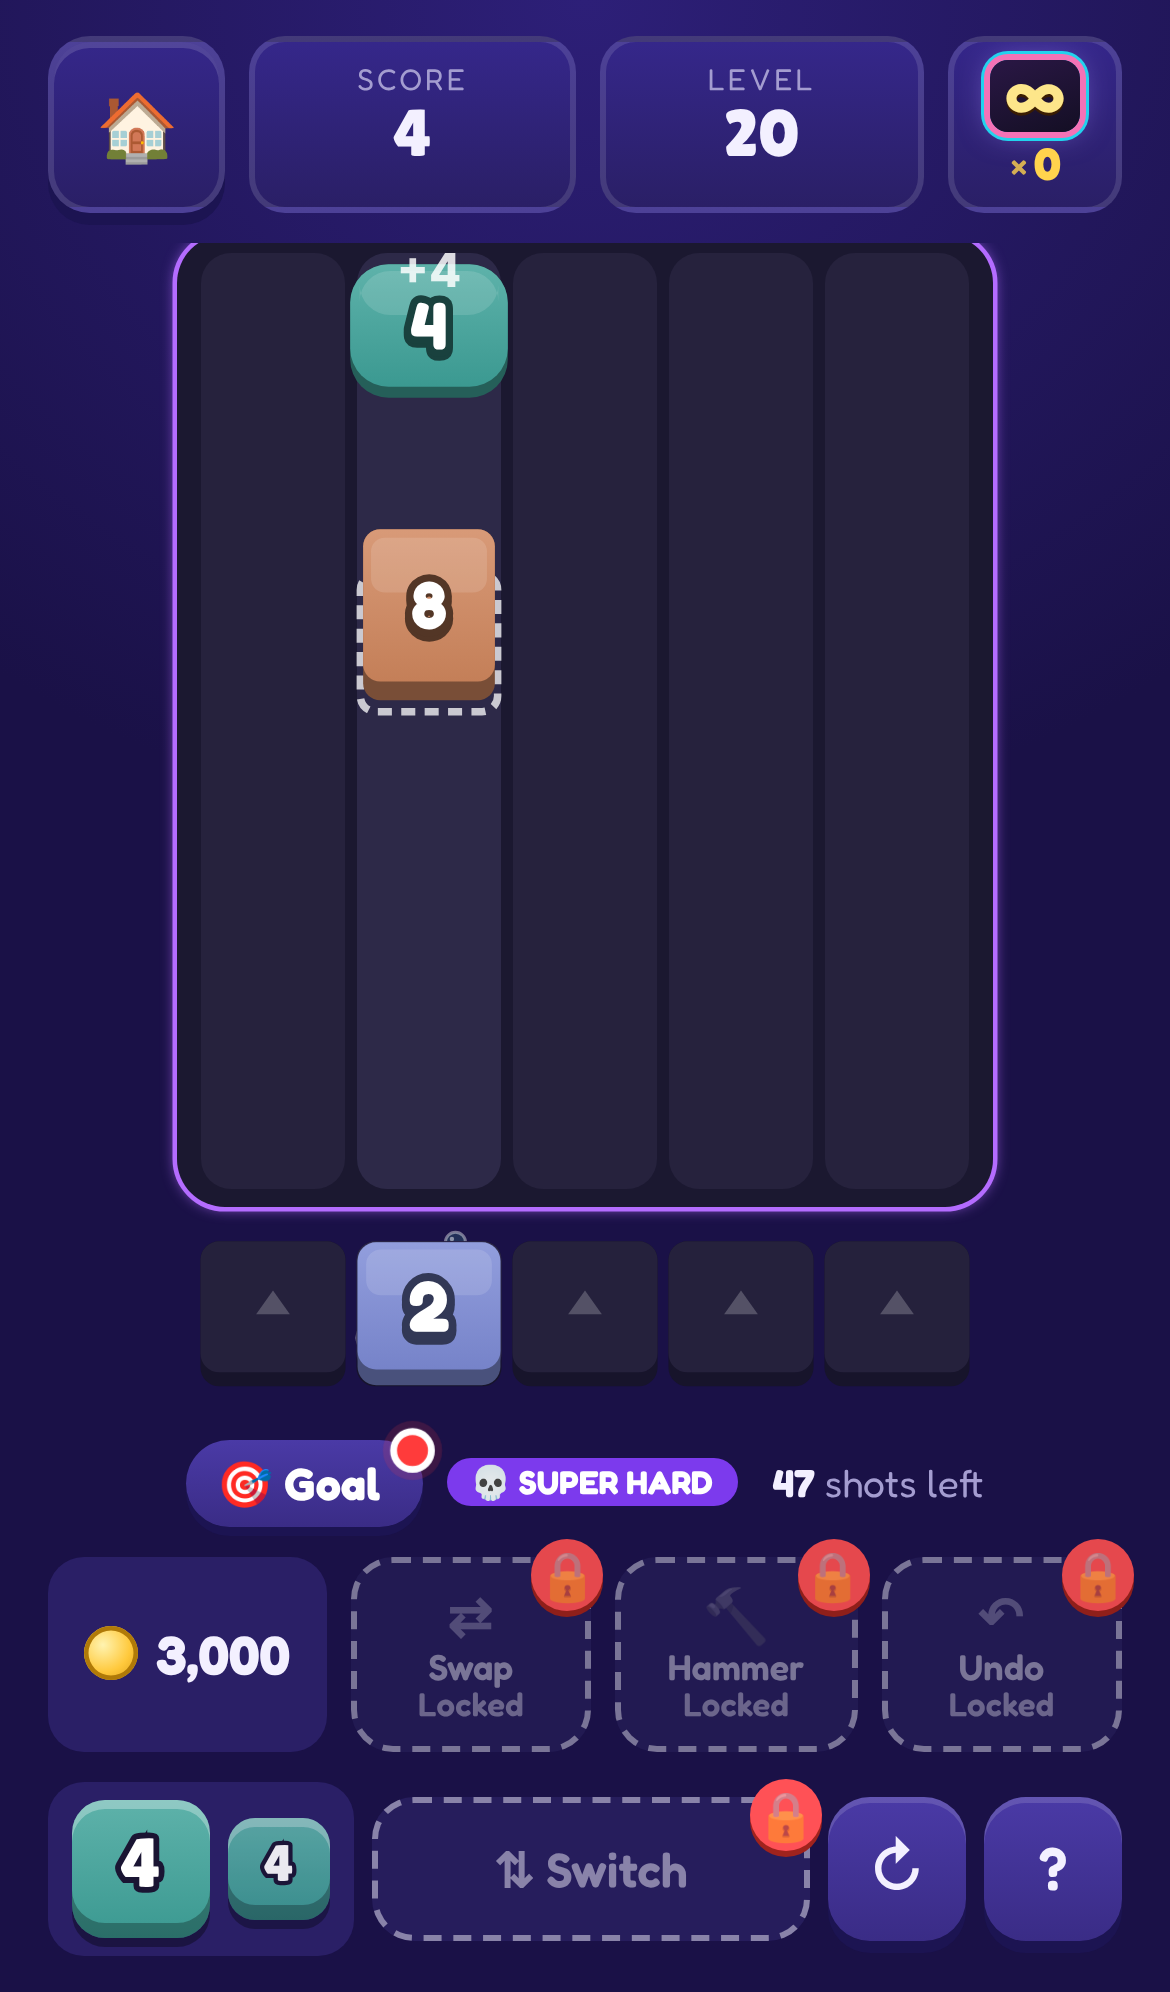 SCORE
4
LEVEL
20
∞
×0
+4
4
8
2
Goal
SUPER HARD
47 shots left
3,000
Swap
Locked
Hammer
Locked
Undo
Locked
4
4
⇅ Switch
?